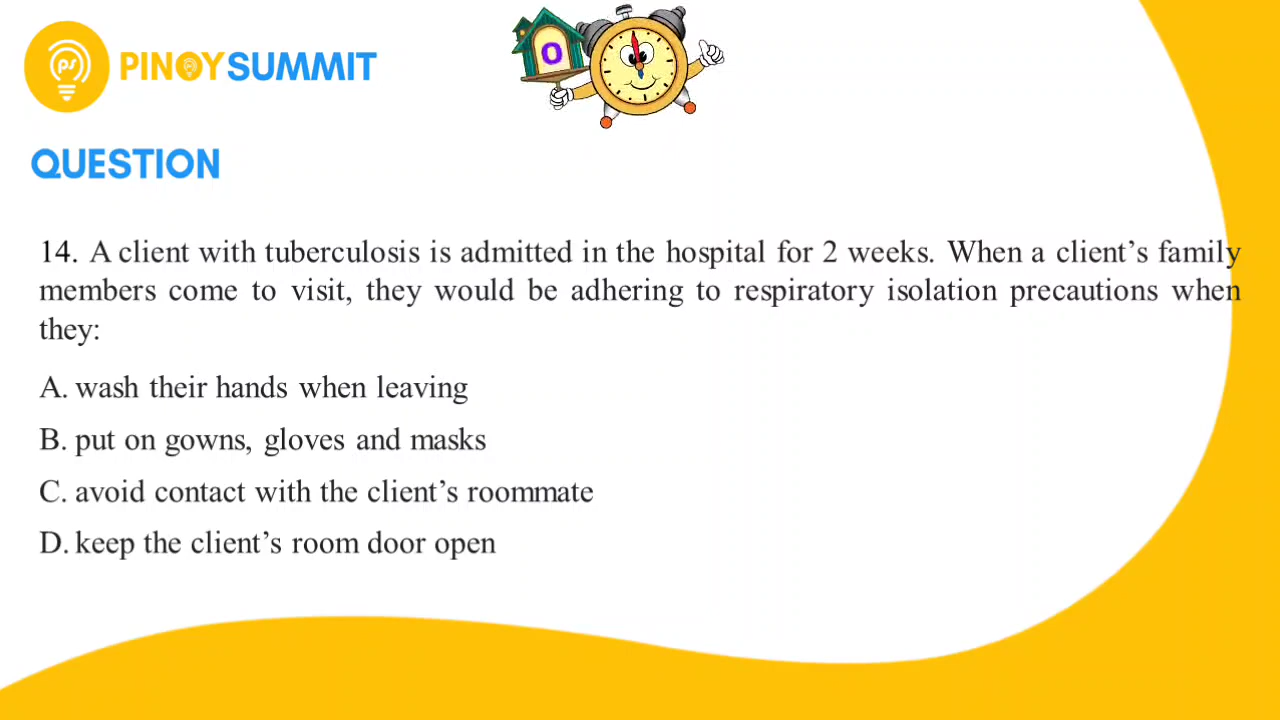 PINOYSUMMIT
O
QUESTION
14. A client with tuberculosis is admitted in the hospital for 2 weeks. When a client’s family
members come to visit, they would be adhering to respiratory isolation precautions when
they:
A. wash their hands when leaving
B. put on gowns, gloves and masks
C. avoid contact with the client’s roommate
D. keep the client’s room door open